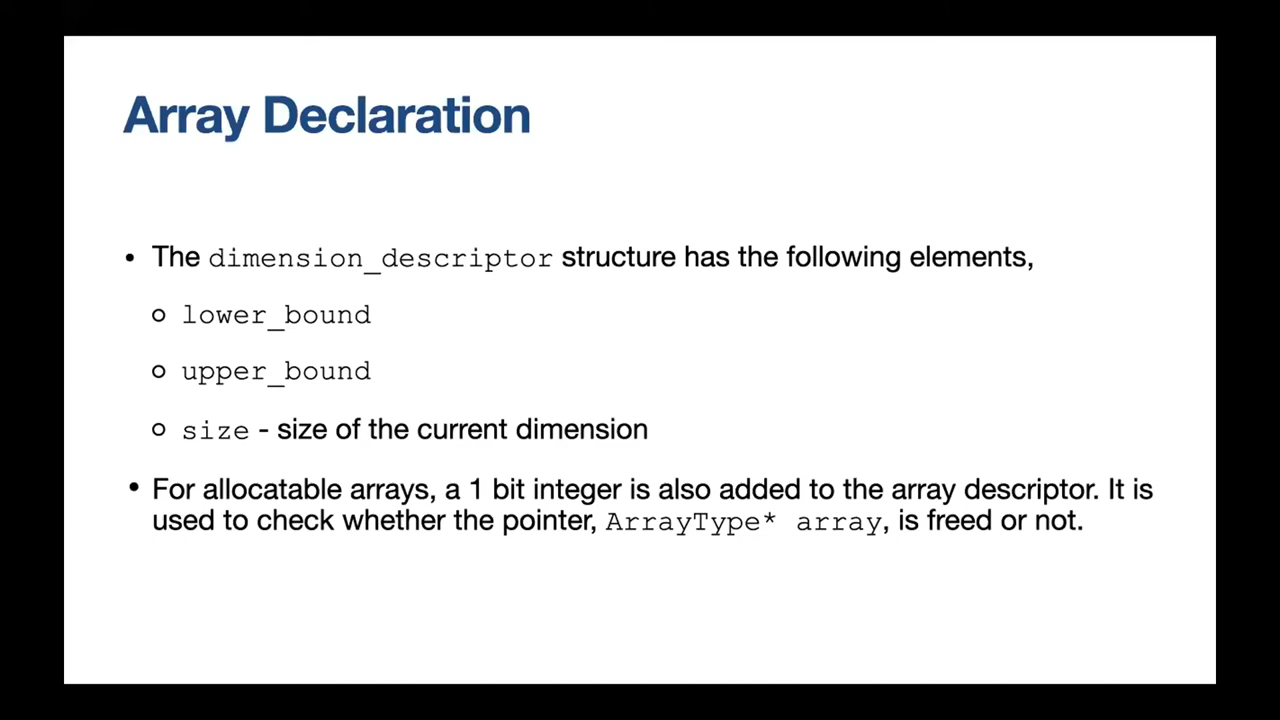 Array Declaration
• The dimension_descriptor structure has the following elements,
○ lower_bound
○ upper_bound
○ size - size of the current dimension
• For allocatable arrays, a 1 bit integer is also added to the array descriptor. It is
used to check whether the pointer, ArrayType* array, is freed or not.